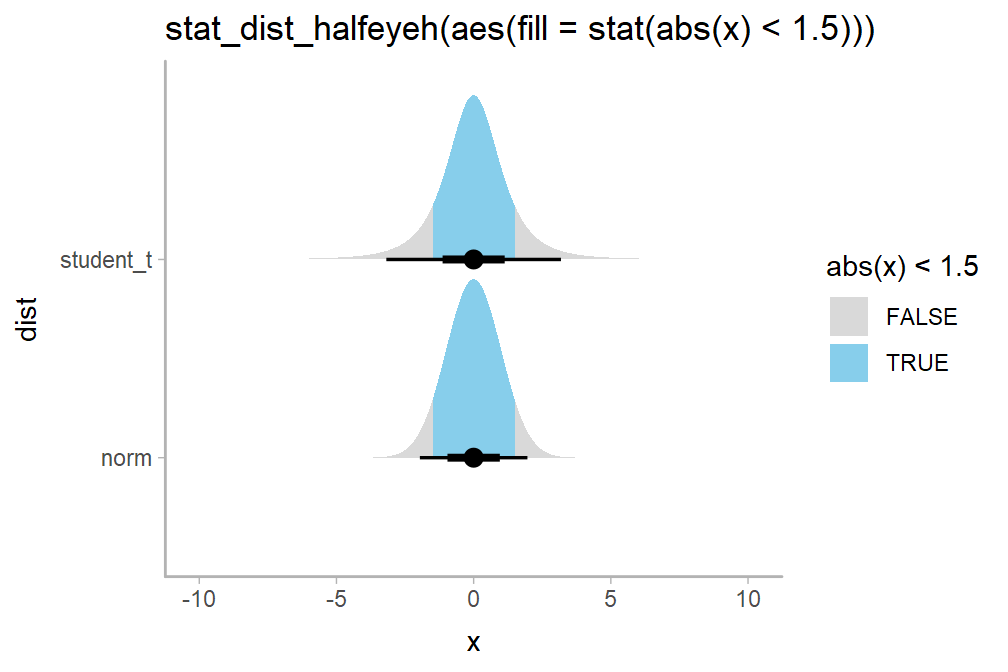 stat_dist_halfeyeh(aes(fill = stat(abs(x) < 1.5)))
student_t
norm
dist
-10
-5
0
5
10
x
abs(x) < 1.5
FALSE
TRUE